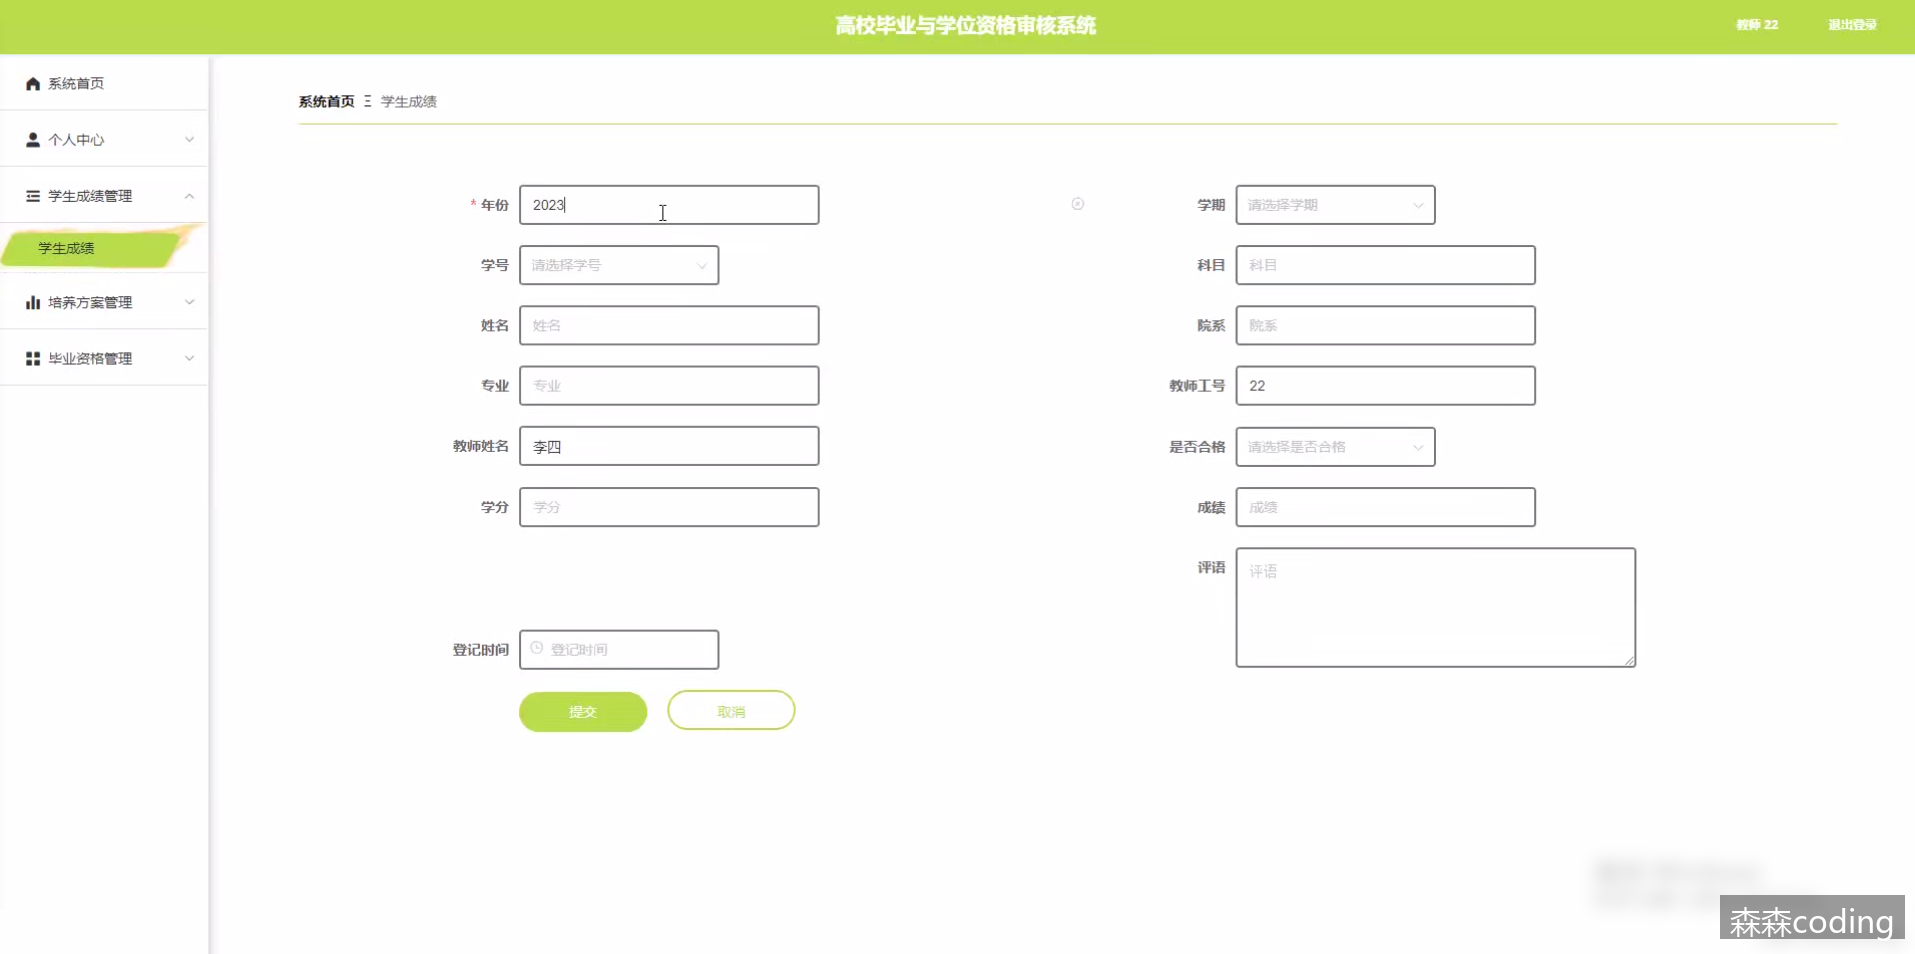 高校毕业与学位资格审核系统
教师 22
退出登录
系统首页
个人中心
学生成绩管理
学生成绩
培养方案管理
毕业资格管理
系统首页 Ξ 学生成绩
* 年份 2023
学期 请选择学期
学号 请选择学号
科目 科目
姓名 姓名
院系 院系
专业 专业
教师工号 22
教师姓名 李四
是否合格 请选择是否合格
学分 学分
成绩 成绩
评语 评语
登记时间 登记时间
提交 取消
森森coding